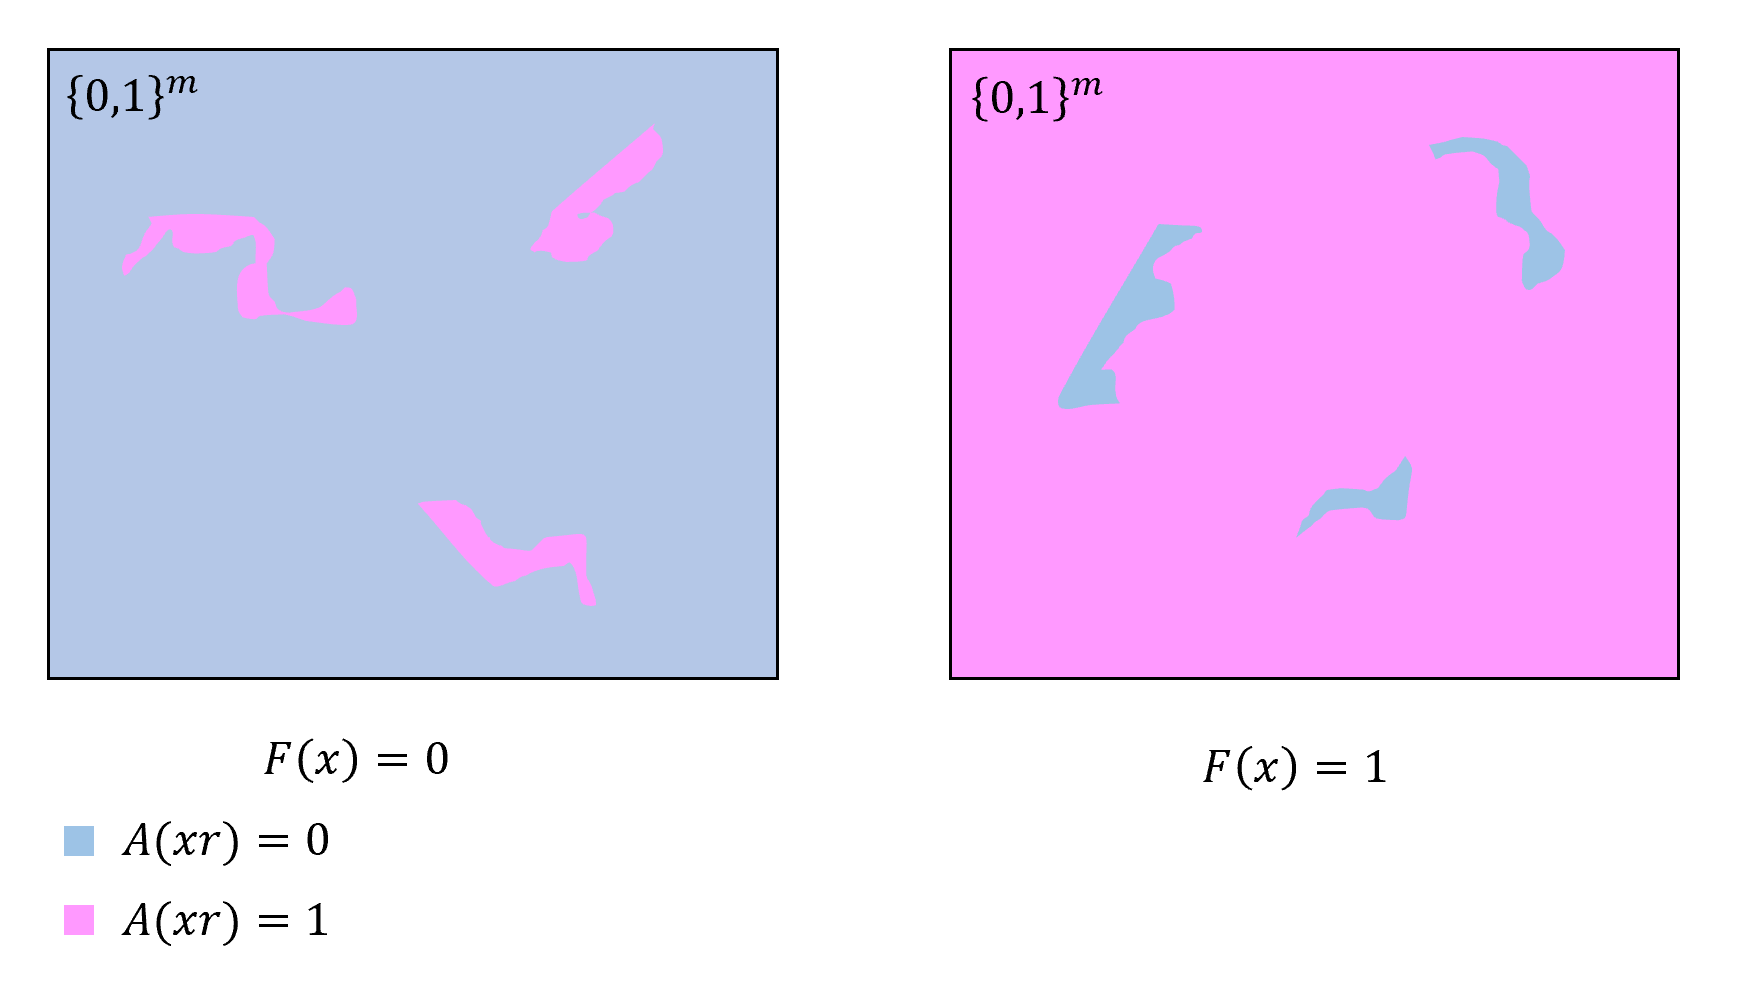 {0,1}ᵐ
{0,1}ᵐ
F(x) = 0
F(x) = 1
A(xr) = 0
A(xr) = 1